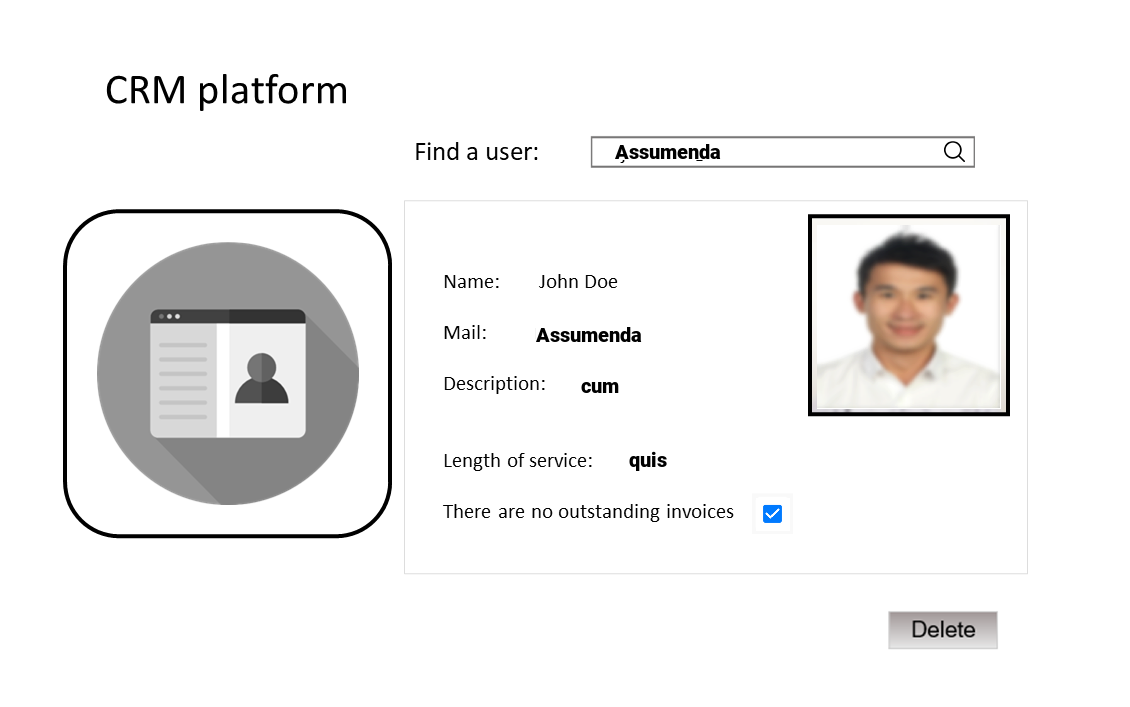 CRM platform
Find a user: Assumenda
Name: John Doe
Mail: Assumenda
Description: cum
Length of service: quis
There are no outstanding invoices
Delete